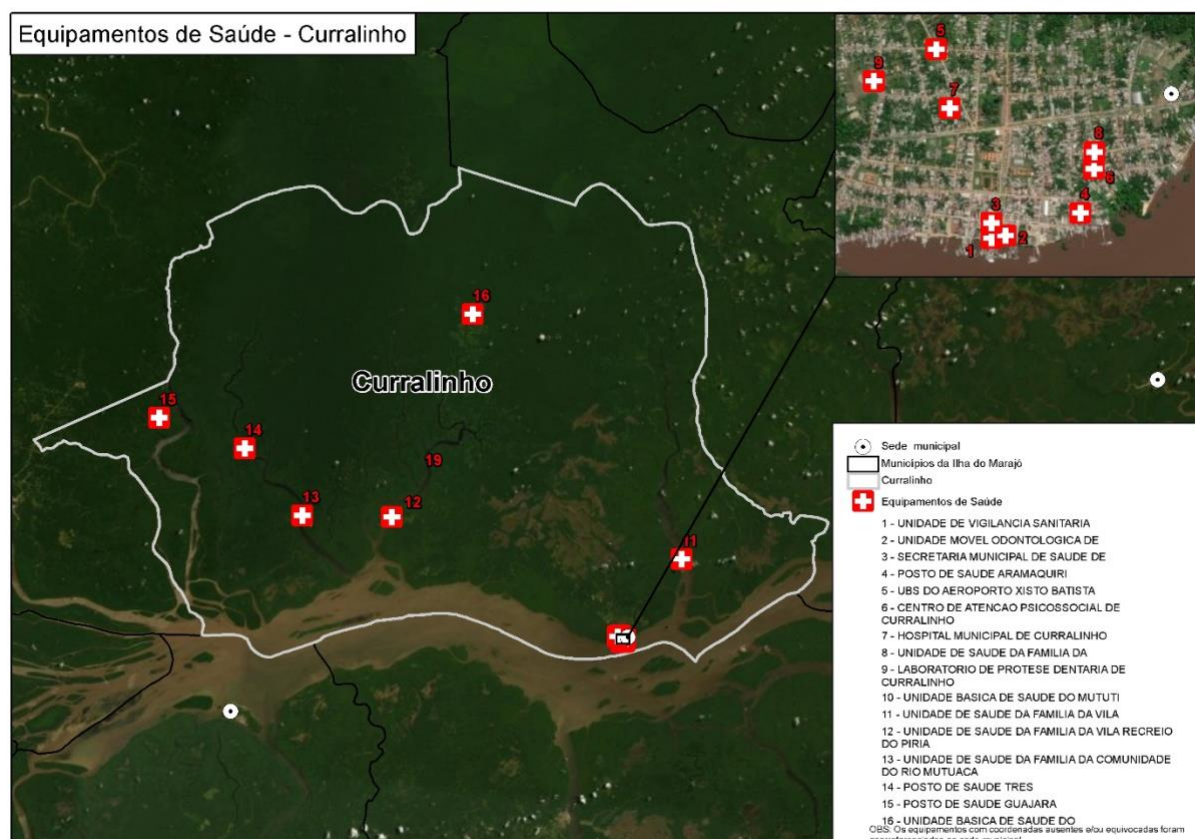 Equipamentos de Saúde - Curralinho
5
9
7
8
6
4
3
2
1
16
Curralinho
15
14
19
13
12
11
Sede municipal
Municípios da Ilha do Marajó
Curralinho
Equipamentos de Saúde
1 - UNIDADE DE VIGILANCIA SANITARIA
2 - UNIDADE MOVEL ODONTOLOGICA DE
3 - SECRETARIA MUNICIPAL DE SAUDE DE
4 - POSTO DE SAUDE ARAMAQUIRI
5 - UBS DO AEROPORTO XISTO BATISTA
6 - CENTRO DE ATENCAO PSICOSSOCIAL DE
CURRALINHO
7 - HOSPITAL MUNICIPAL DE CURRALINHO
8 - UNIDADE DE SAUDE DA FAMILIA DA
9 - LABORATORIO DE PROTESE DENTARIA DE
CURRALINHO
10 - UNIDADE BASICA DE SAUDE DO MUTUTI
11 - UNIDADE DE SAUDE DA FAMILIA DA VILA
12 - UNIDADE DE SAUDE DA FAMILIA DA VILA RECREIO
DO PIRIA
13 - UNIDADE DE SAUDE DA FAMILIA DA COMUNIDADE
DO RIO MUTUACA
14 - POSTO DE SAUDE TRES
15 - POSTO DE SAUDE GUAJARA
16 - UNIDADE BASICA DE SAUDE DO
OBS: Os equipamentos com coordenadas ausentes e/ou equivocadas foram